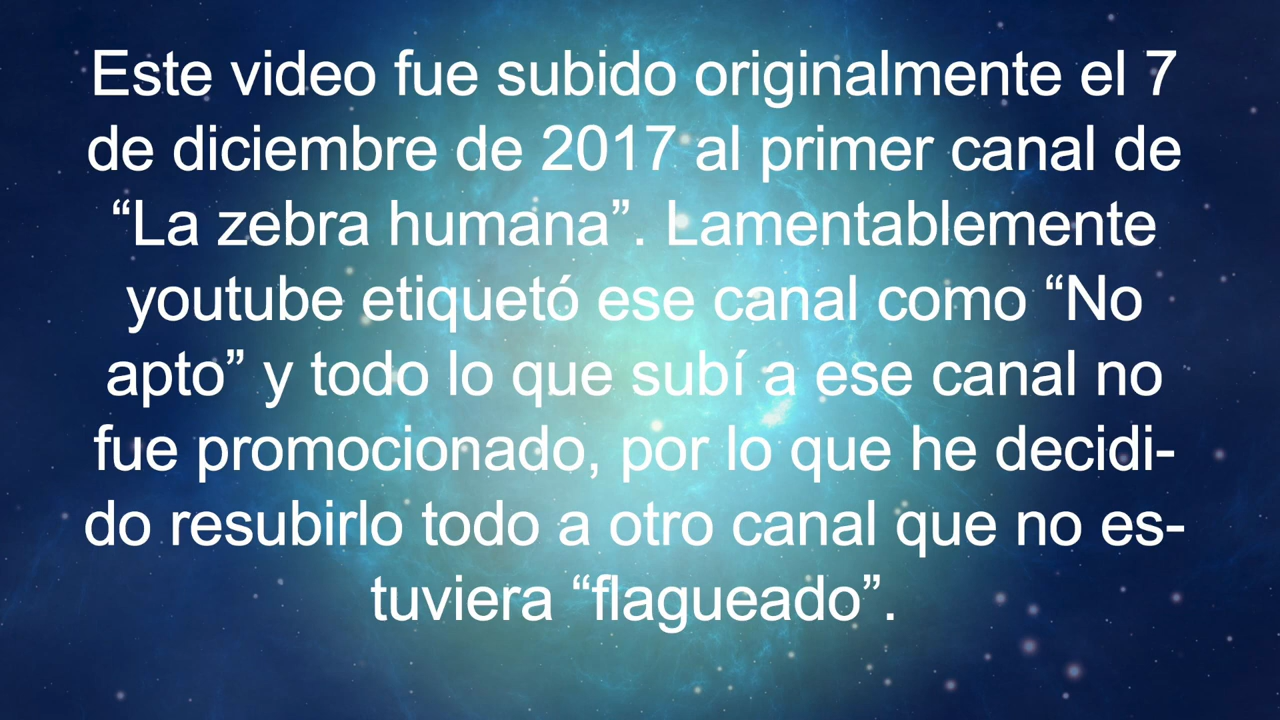 Este video fue subido originalmente el 7
de diciembre de 2017 al primer canal de
“La zebra humana”. Lamentablemente
youtube etiquetó ese canal como “No
apto” y todo lo que subí a ese canal no
fue promocionado, por lo que he decidi-
do resubirlo todo a otro canal que no es-
tuviera “flagueado”.